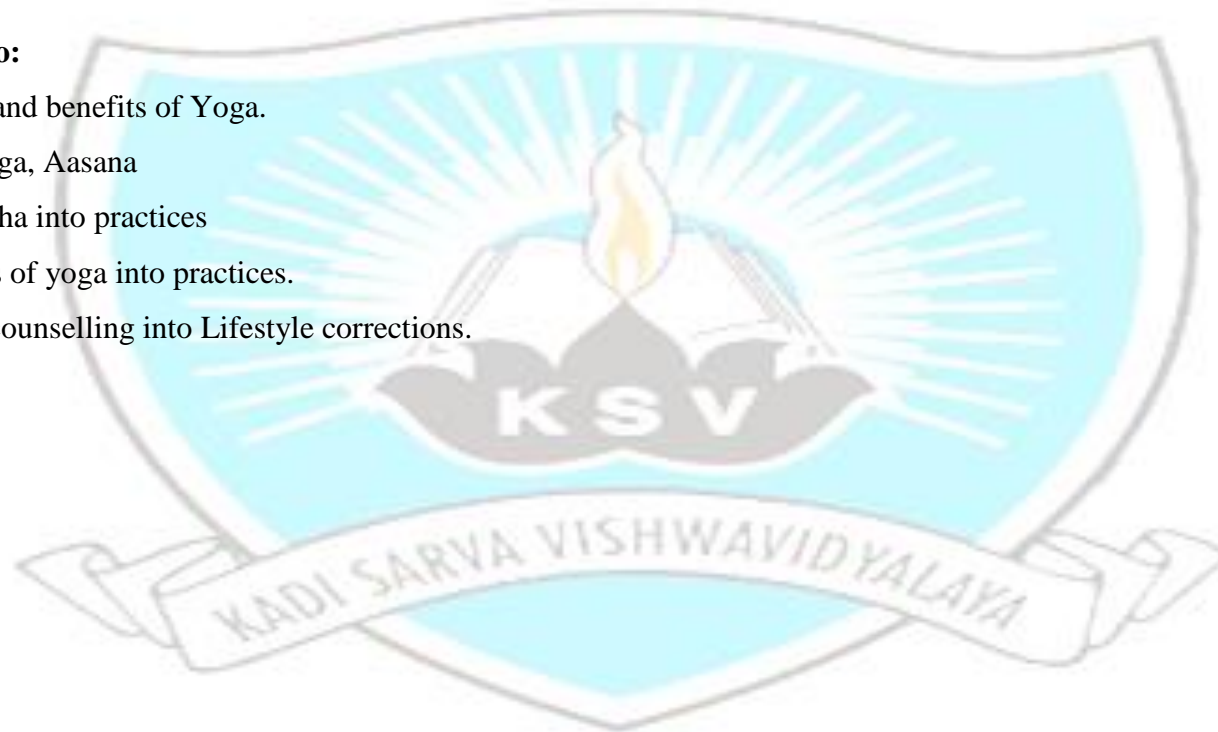 o:
and benefits of Yoga.
ga, Aasana
ha into practices
s of yoga into practices.
ounselling into Lifestyle corrections.
KSV
KADI SARVA VISHWAVIDYALAYA